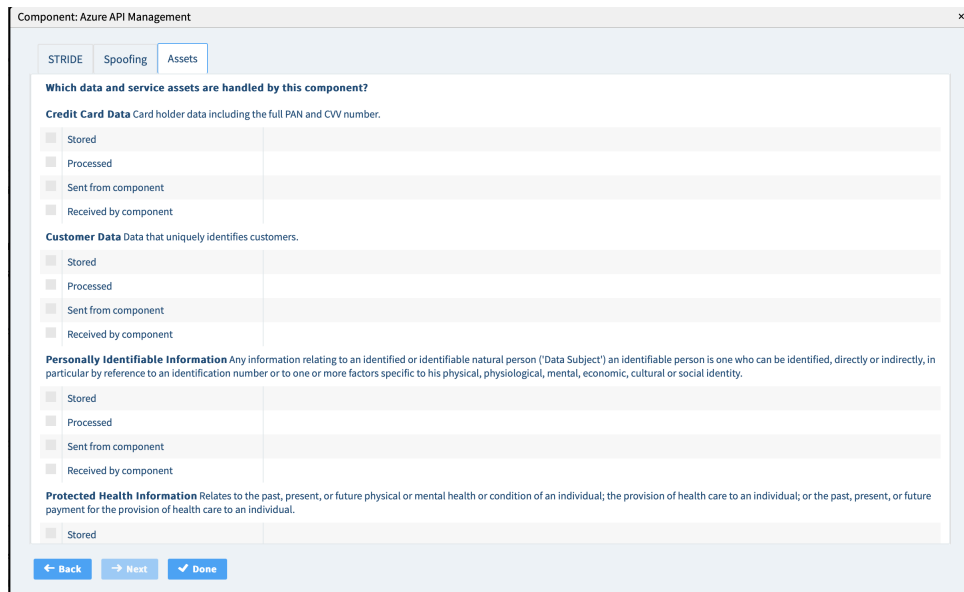 Component: Azure API Management
×
STRIDE
Spoofing
Assets
Which data and service assets are handled by this component?
Credit Card Data Card holder data including the full PAN and CVV number.
Stored
Processed
Sent from component
Received by component
Customer Data Data that uniquely identifies customers.
Stored
Processed
Sent from component
Received by component
Personally Identifiable Information Any information relating to an identified or identifiable natural person ('Data Subject') an identifiable person is one who can be identified, directly or indirectly, in
particular by reference to an identification number or to one or more factors specific to his physical, physiological, mental, economic, cultural or social identity.
Stored
Processed
Sent from component
Received by component
Protected Health Information Relates to the past, present, or future physical or mental health or condition of an individual; the provision of health care to an individual; or the past, present, or future
payment for the provision of health care to an individual.
Stored
← Back
→ Next
✔ Done